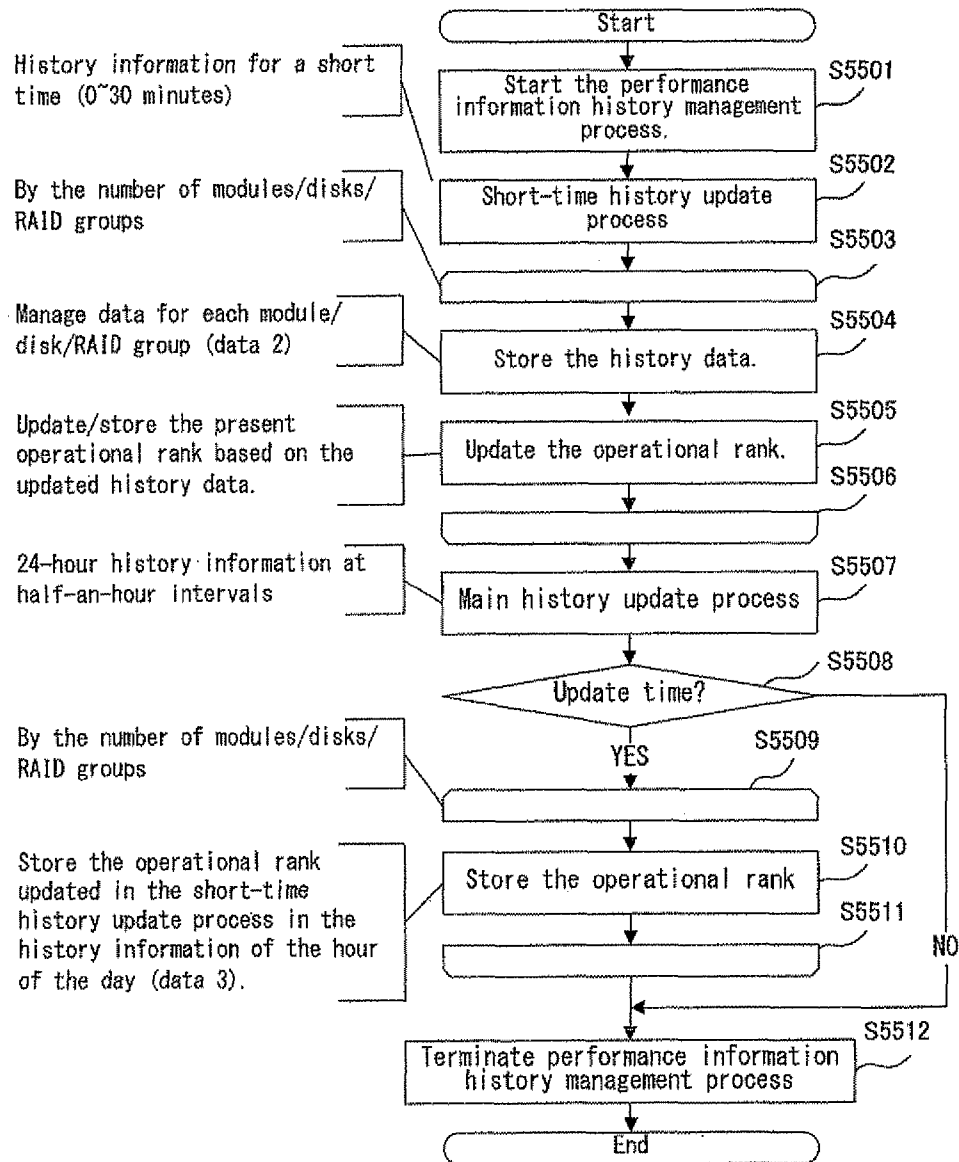 Start
History information for a short
time (0~30 minutes)
Start the performance
information history management
process.
S5501
S5502
Short-time history update
process
By the number of modules/disks/
RAID groups
S5503
Manage data for each module/
disk/RAID group (data 2)
S5504
Store the history data.
Update/store the present
operational rank based on the
updated history data.
S5505
Update the operational rank.
S5506
24-hour history information at
half-an-hour intervals
S5507
Main history update process
S5508
Update time?
YES
By the number of modules/disks/
RAID groups
S5509
Store the operational rank
updated in the short-time
history update process in the
history information of the hour
of the day (data 3).
S5510
Store the operational rank
S5511
NO
S5512
Terminate performance information
history management process
End